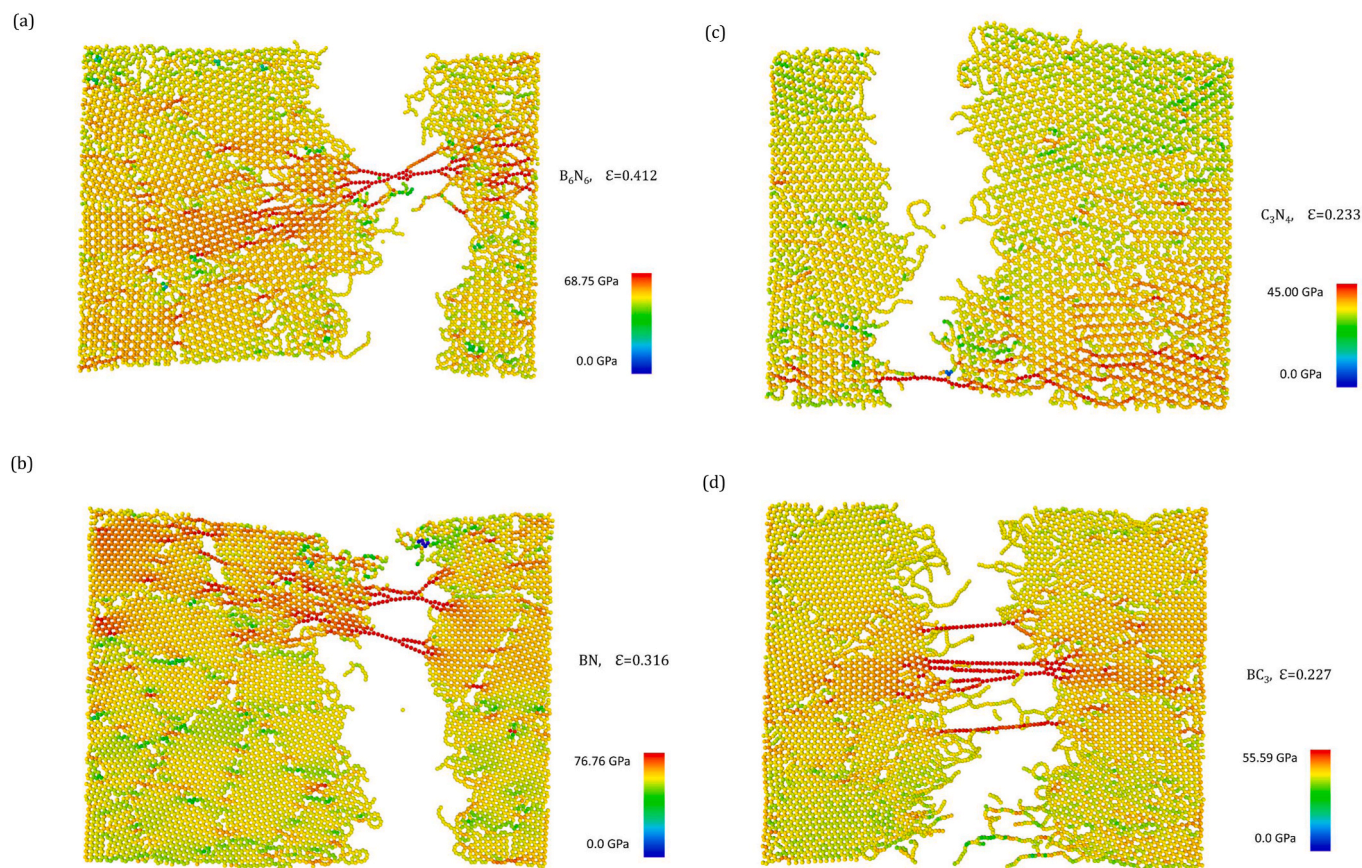 (a)
B₆N₆, Ɛ=0.412
68.75 GPa
0.0 GPa
(b)
BN, Ɛ=0.316
76.76 GPa
0.0 GPa
(c)
C₃N₄, Ɛ=0.233
45.00 GPa
0.0 GPa
(d)
BC₃, Ɛ=0.227
55.59 GPa
0.0 GPa